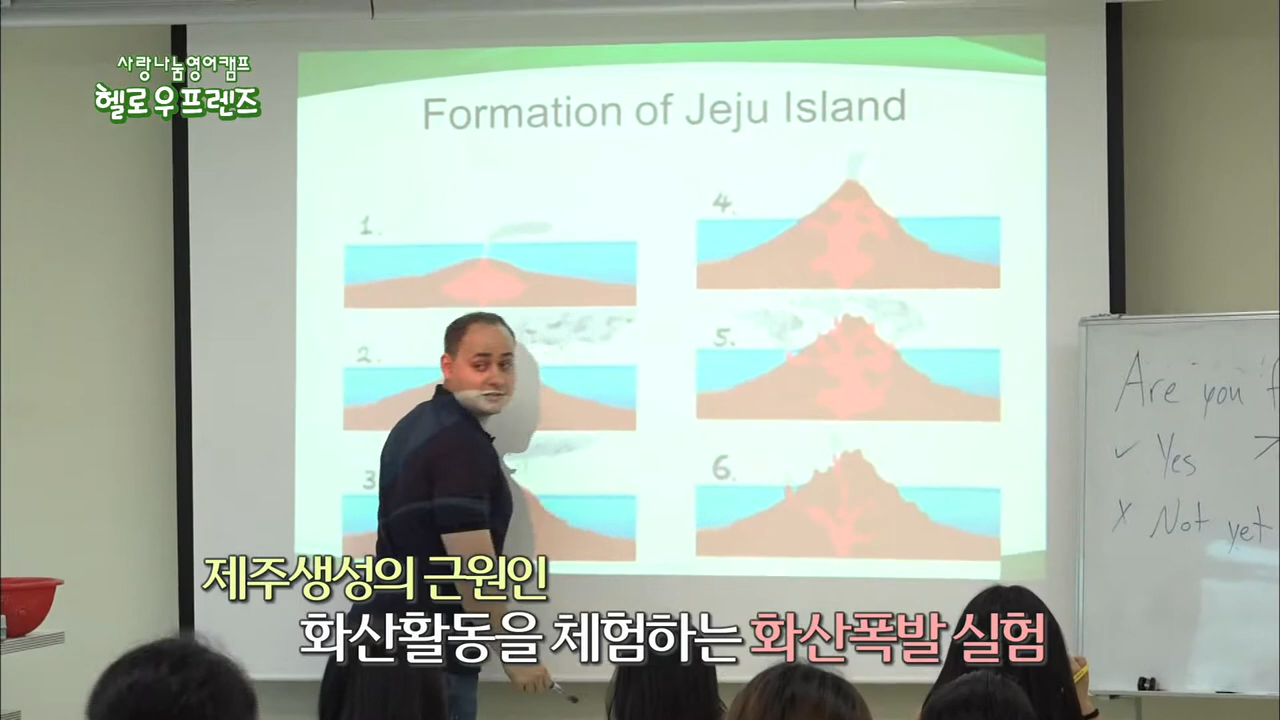 사랑나눔영어캠프
헬로우프렌즈
Formation of Jeju Island
1.
4.
2.
5.
3
6.
Are you f
✓ Yes
X Not yet
제주생성의 근원인
화산활동을 체험하는 화산폭발 실험